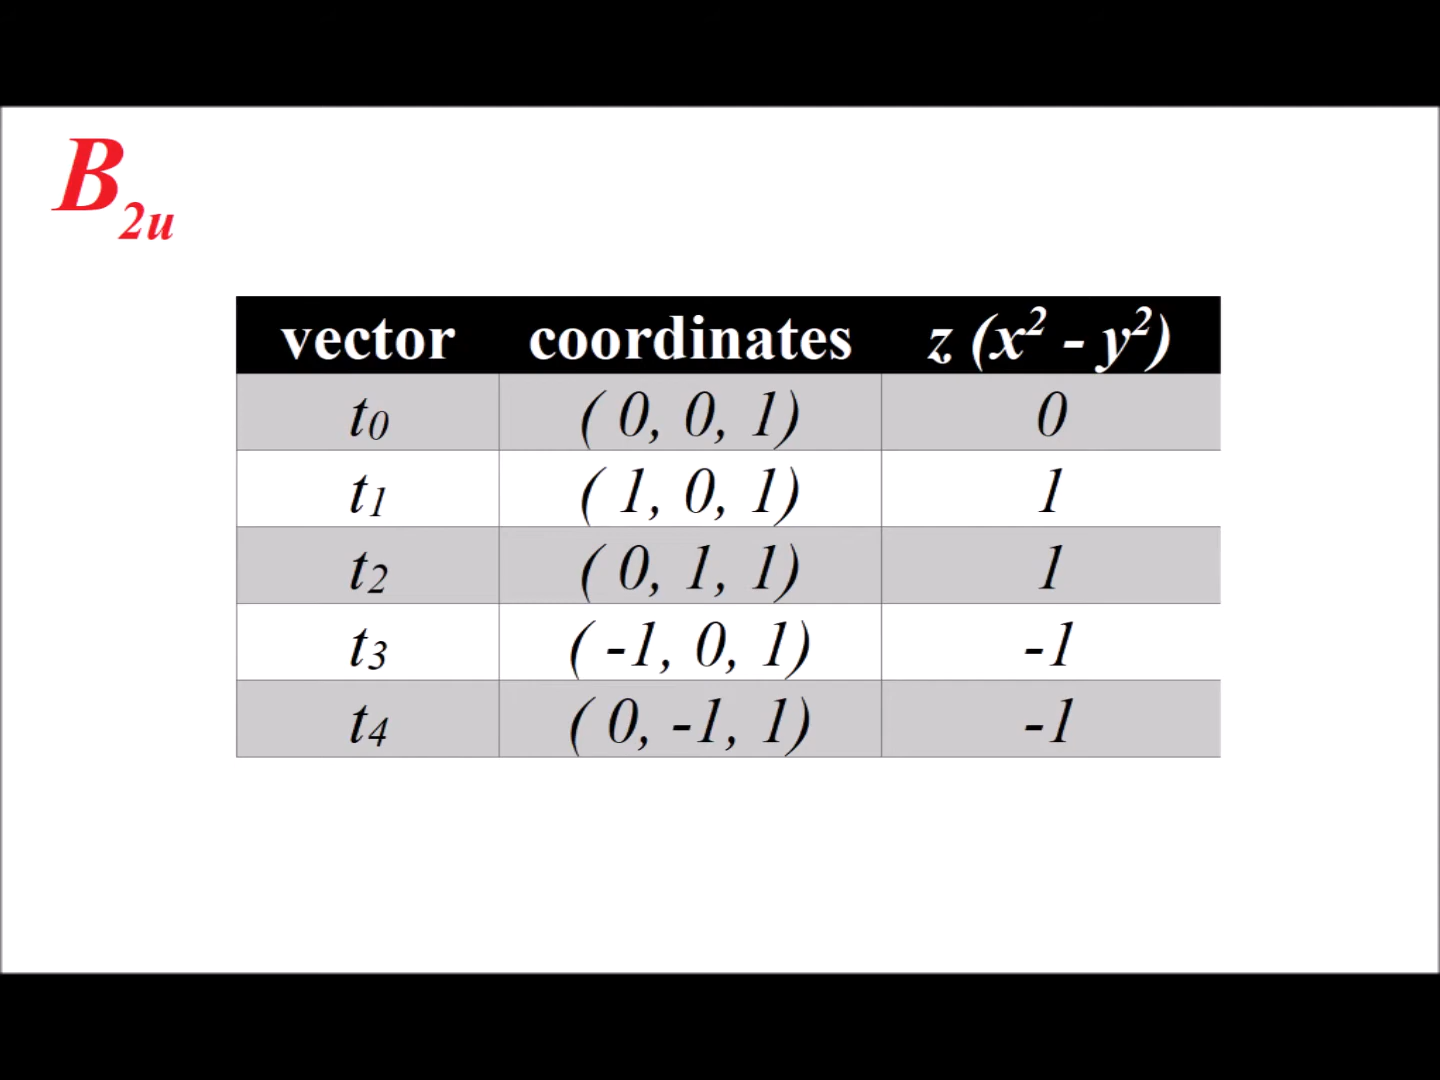 B2u
vector coordinates z (x² - y²)
t0 ( 0, 0, 1) 0
t1 ( 1, 0, 1) 1
t2 ( 0, 1, 1) 1
t3 ( -1, 0, 1) -1
t4 ( 0, -1, 1) -1